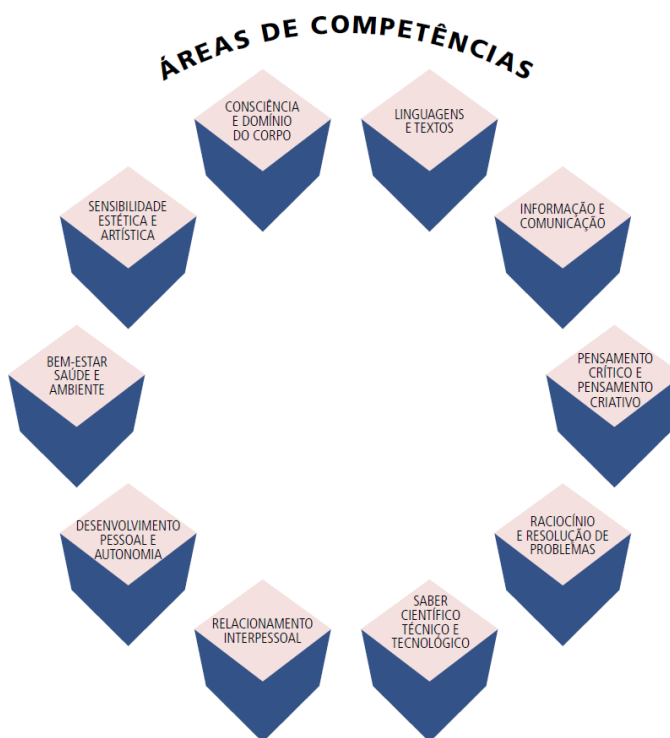 ÁREAS DE COMPETÊNCIAS
CONSCIÊNCIA
E DOMÍNIO
DO CORPO
LINGUAGENS
E TEXTOS
SENSIBILIDADE
ESTÉTICA E
ARTÍSTICA
INFORMAÇÃO E
COMUNICAÇÃO
BEM-ESTAR
SAÚDE E
AMBIENTE
PENSAMENTO
CRÍTICO E
PENSAMENTO
CRIATIVO
DESENVOLVIMENTO
PESSOAL E
AUTONOMIA
RACIOCÍNIO
E RESOLUÇÃO DE
PROBLEMAS
RELACIONAMENTO
INTERPESSOAL
SABER
CIENTÍFICO
TÉCNICO E
TECNOLÓGICO